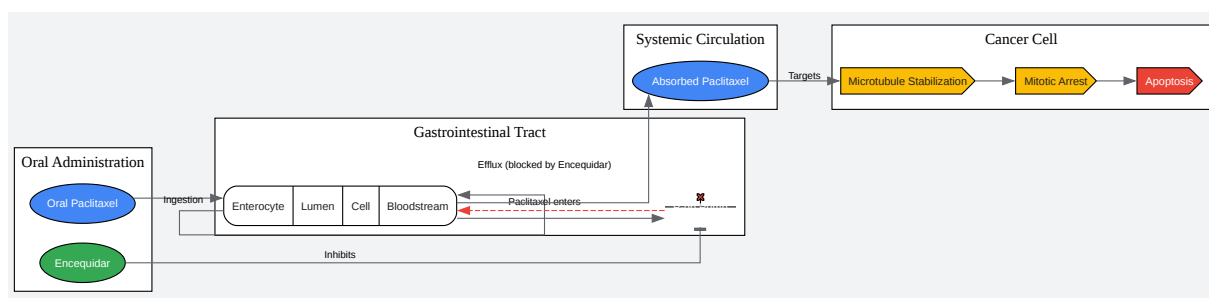 Systemic Circulation
Absorbed Paclitaxel
Targets
Cancer Cell
Microtubule Stabilization
Mitotic Arrest
Apoptosis
Gastrointestinal Tract
Efflux (blocked by Encequidar)
Oral Administration
Oral Paclitaxel
Ingestion
Enterocyte
Lumen
Cell
Bloodstream
Paclitaxel enters
Encequidar
Inhibits